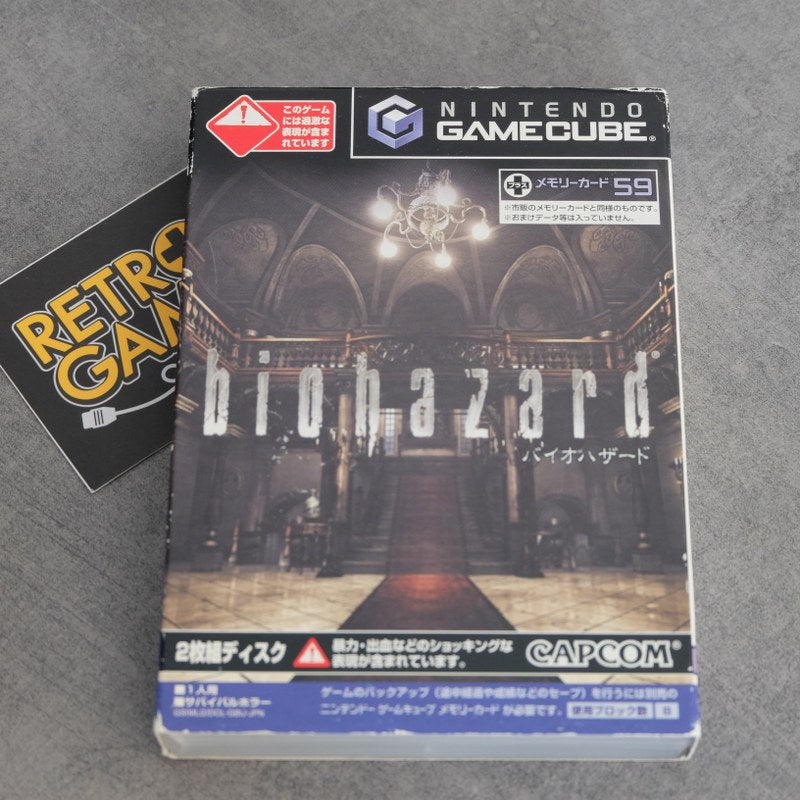 このゲーム
には過激な
表現が含ま
れています
NINTENDO
GAMECUBE®
プラス メモリーカード 59
※市販のメモリーカードと同様のものです。
※おまけデータ等は入っていません。
RETRO
GAM
biohazard®
バイオハザード
2枚組ディスク
暴力・出血などのショッキングな
表現が含まれています。
CAPCOM®
■1人用
■サバイバルホラー
ゲームのバックアップ(途中経過や成績などのセーブ)を行うには別売の
ニンテンドーゲームキューブ メモリーカードが必要です。 使用ブロック数 8